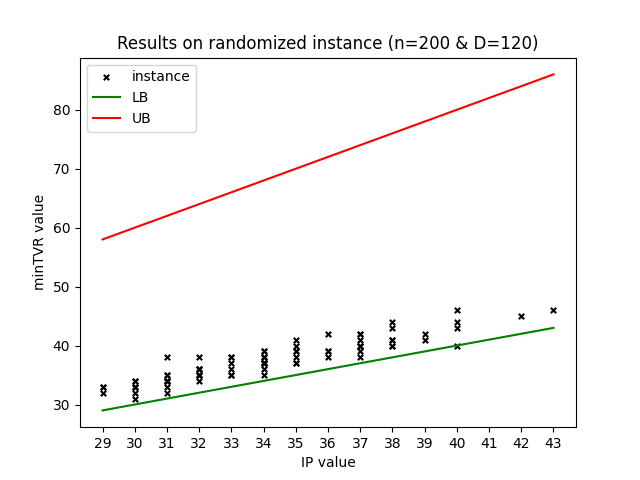 Results on randomized instance (n=200 & D=120)
instance
LB
UB
minTVR value
80
70
60
50
40
30
29 30 31 32 33 34 35 36 37 38 39 40 41 42 43
IP value